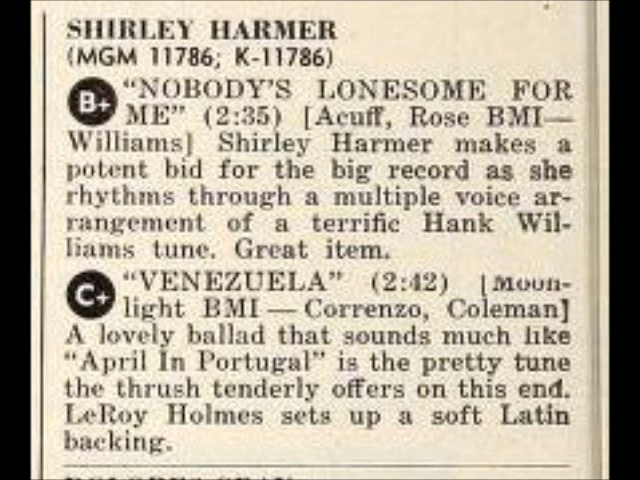 SHIRLEY HARMER
(MGM 11786; K-11786)
B+ "NOBODY'S LONESOME FOR
ME" (2:35) [Acuff, Rose BMI—
Williams] Shirley Harmer makes a
potent bid for the big record as she
rhythms through a multiple voice ar-
rangement of a terrific Hank Wil-
liams tune. Great item.
C+ "VENEZUELA" (2:42) [Moon-
light BMI — Correnzo, Coleman]
A lovely ballad that sounds much like
"April In Portugal" is the pretty tune
the thrush tenderly offers on this end.
LeRoy Holmes sets up a soft Latin
backing.